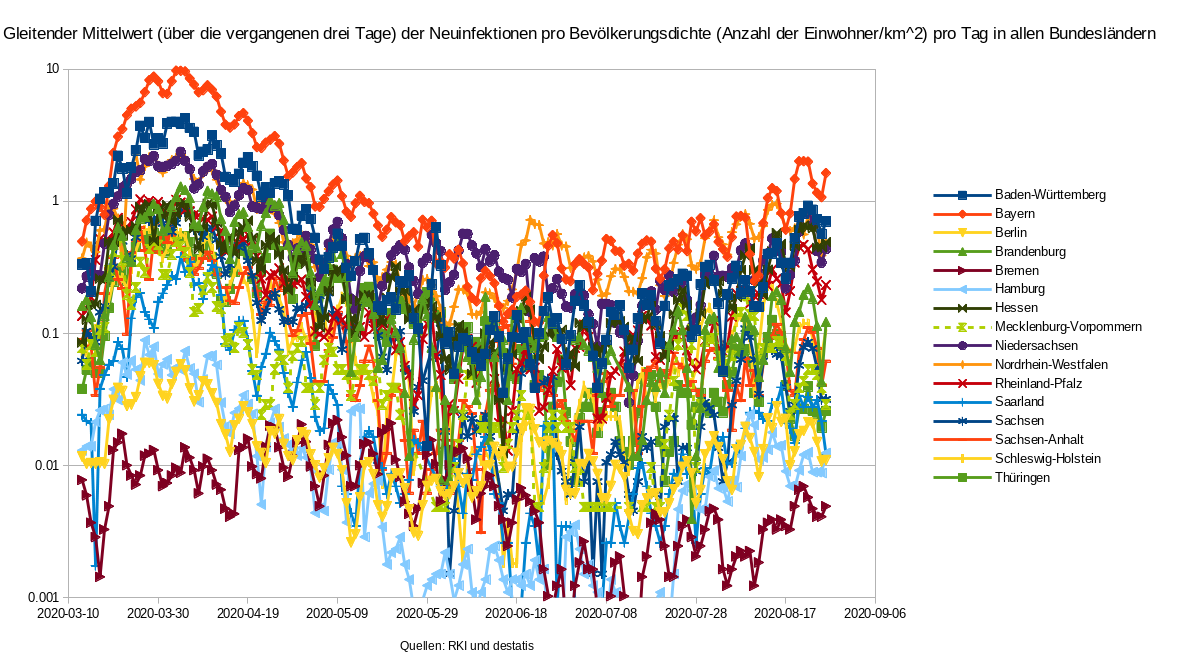 Gleitender Mittelwert (über die vergangenen drei Tage) der Neuinfektionen pro Bevölkerungsdichte (Anzahl der Einwohner/km^2) pro Tag in allen Bundesländern
10
1
0.1
0.01
0.001
2020-03-10 2020-03-30 2020-04-19 2020-05-09 2020-05-29 2020-06-18 2020-07-08 2020-07-28 2020-08-17 2020-09-06
Baden-Württemberg
Bayern
Berlin
Brandenburg
Bremen
Hamburg
Hessen
Mecklenburg-Vorpommern
Niedersachsen
Nordrhein-Westfalen
Rheinland-Pfalz
Saarland
Sachsen
Sachsen-Anhalt
Schleswig-Holstein
Thüringen
Quellen: RKI und destatis